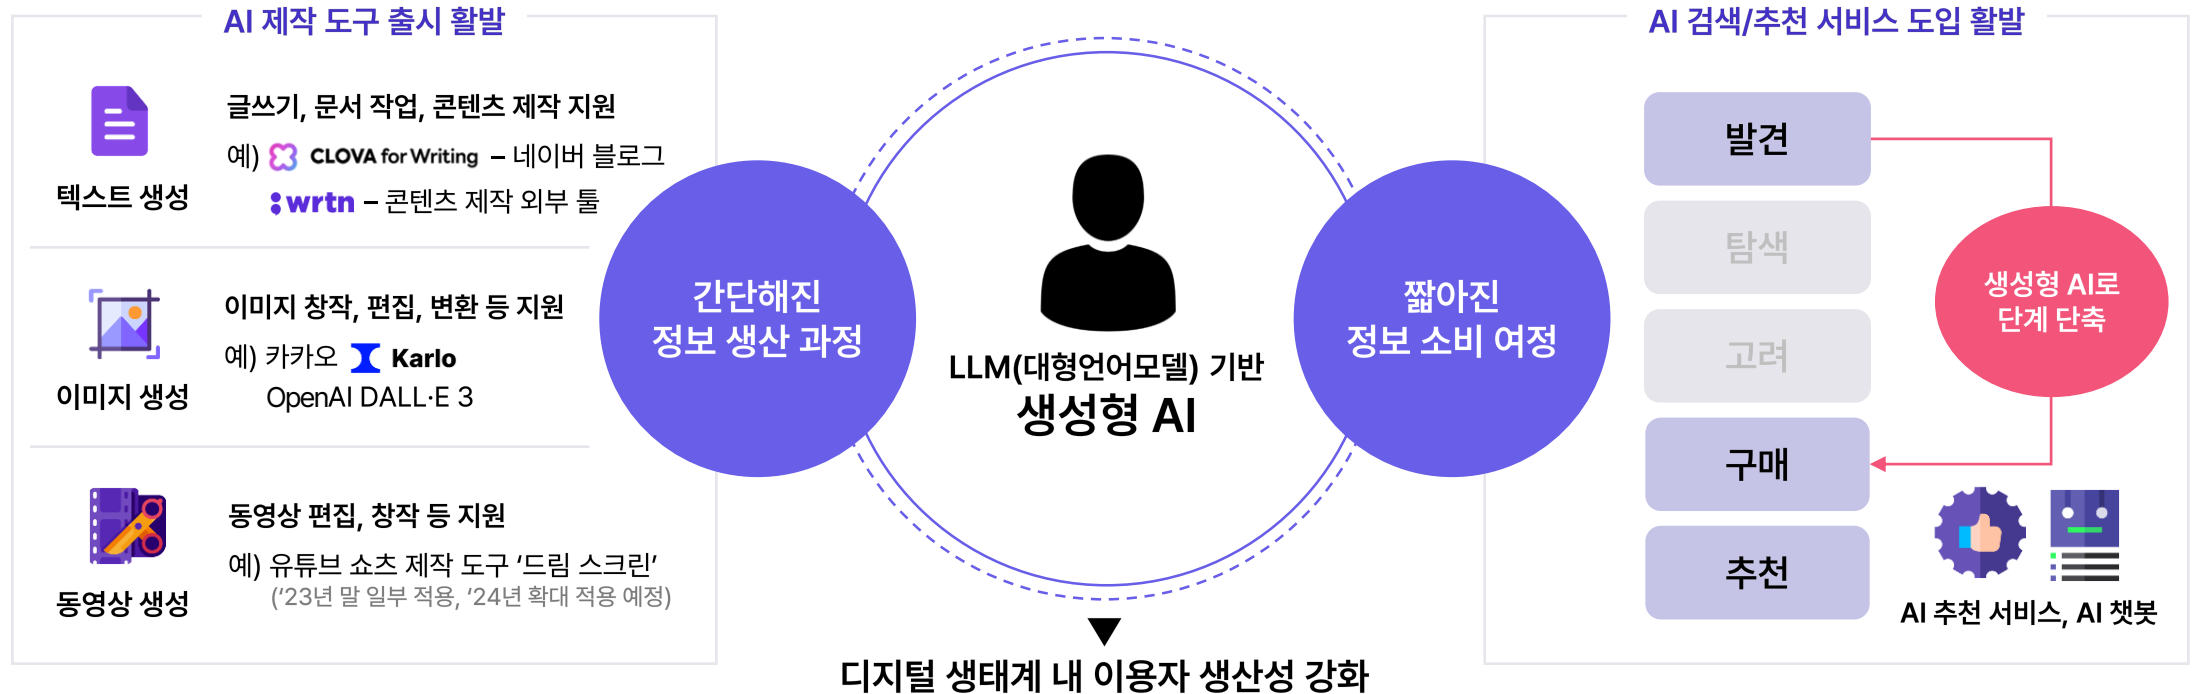 AI 제작 도구 출시 활발
텍스트 생성
글쓰기, 문서 작업, 콘텐츠 제작 지원
예) CLOVA for Writing – 네이버 블로그
wrtn – 콘텐츠 제작 외부 툴
이미지 생성
이미지 창작, 편집, 변환 등 지원
예) 카카오 Karlo
OpenAI DALL·E 3
동영상 생성
동영상 편집, 창작 등 지원
예) 유튜브 쇼츠 제작 도구 ‘드림 스크린’
(‘23년 말 일부 적용, ‘24년 확대 적용 예정)
간단해진
정보 생산 과정
LLM(대형언어모델) 기반
생성형 AI
짧아진
정보 소비 여정
디지털 생태계 내 이용자 생산성 강화
AI 검색/추천 서비스 도입 활발
발견
탐색
고려
구매
추천
생성형 AI로
단계 단축
AI 추천 서비스, AI 챗봇